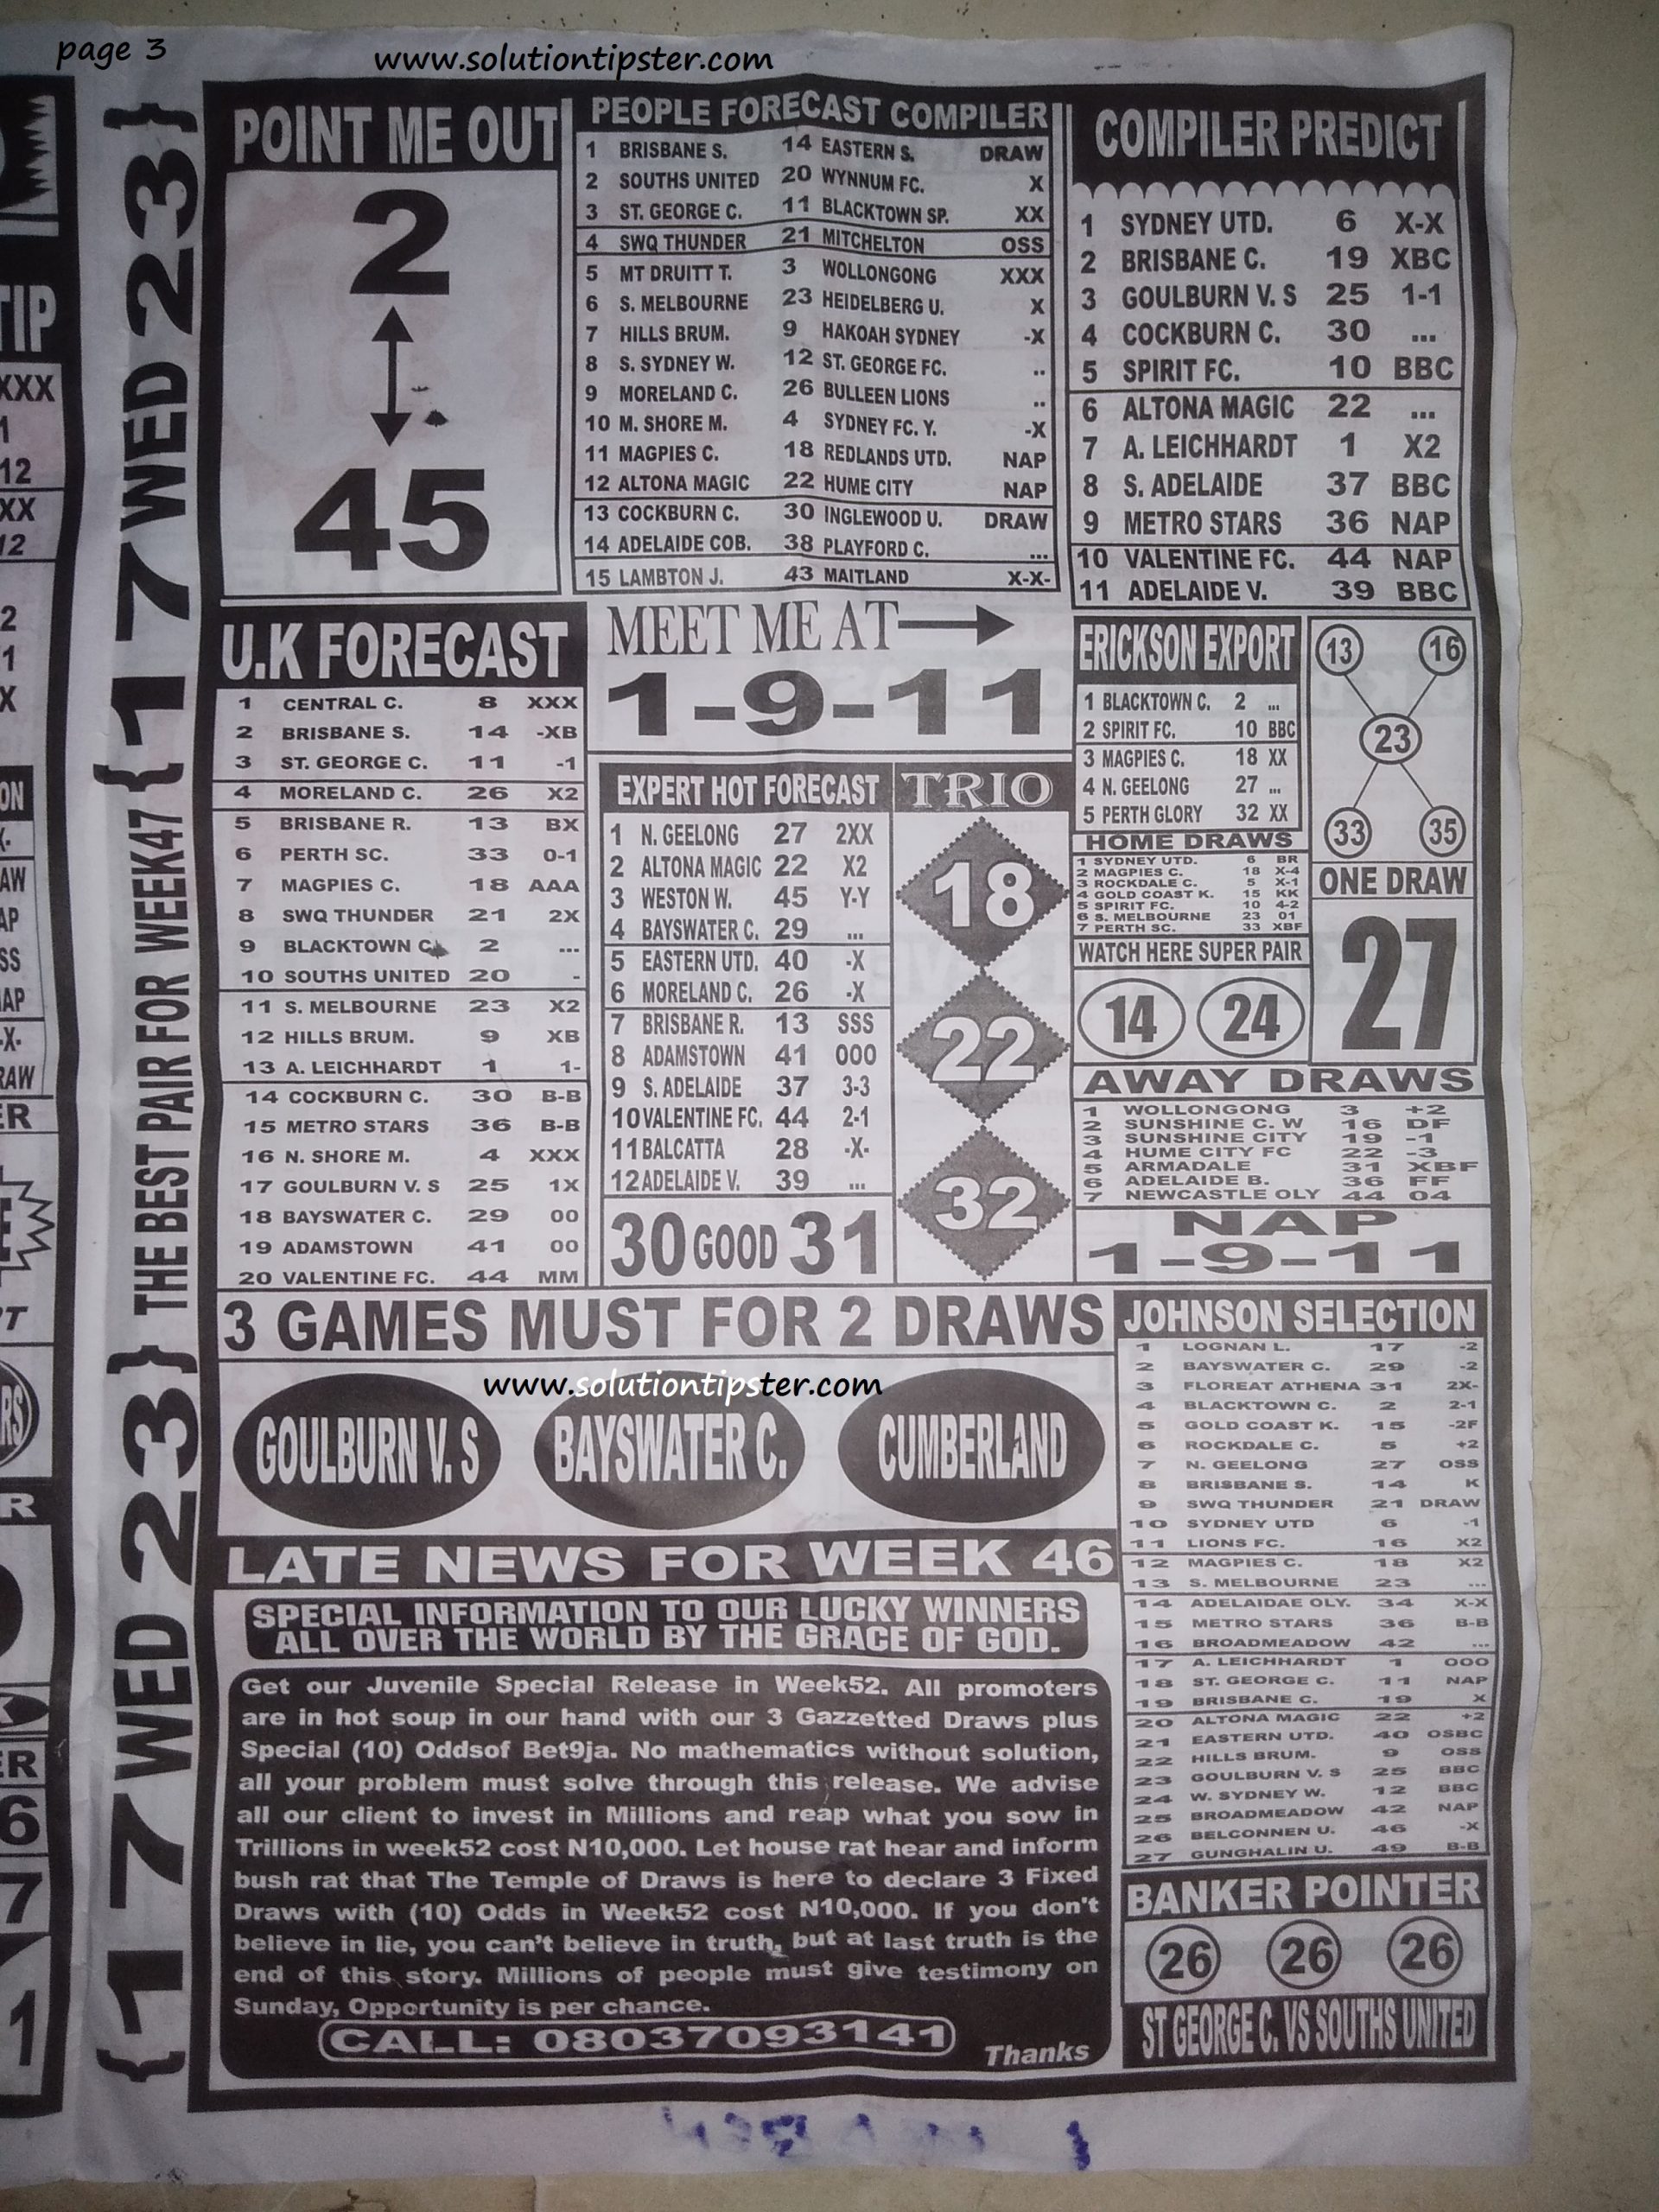 page 3
www.solutiontipster.com
{17 WED 23} THE BEST PAIR FOR WEEK47 {17 WED 23}
POINT ME OUT
2
45
PEOPLE FORECAST COMPILER
1 BRISBANE S. 14 EASTERN S. DRAW
2 SOUTHS UNITED 20 WYNNUM FC. X
3 ST. GEORGE C. 11 BLACKTOWN SP. XX
4 SWQ THUNDER 21 MITCHELTON OSS
5 MT DRUITT T. 3 WOLLONGONG XXX
6 S. MELBOURNE 23 HEIDELBERG U. X
7 HILLS BRUM. 9 HAKOAH SYDNEY -X
8 S. SYDNEY W. 12 ST. GEORGE FC. ..
9 MORELAND C. 26 BULLEEN LIONS ..
10 M. SHORE M. 4 SYDNEY FC. Y. -X
11 MAGPIES C. 18 REDLANDS UTD. NAP
12 ALTONA MAGIC 22 HUME CITY NAP
13 COCKBURN C. 30 INGLEWOOD U. DRAW
14 ADELAIDE COB. 38 PLAYFORD C. ...
15 LAMBTON J. 43 MAITLAND X-X-
COMPILER PREDICT
1 SYDNEY UTD. 6 X-X
2 BRISBANE C. 19 XBC
3 GOULBURN V. S 25 1-1
4 COCKBURN C. 30 ...
5 SPIRIT FC. 10 BBC
6 ALTONA MAGIC 22 ...
7 A. LEICHHARDT 1 X2
8 S. ADELAIDE 37 BBC
9 METRO STARS 36 NAP
10 VALENTINE FC. 44 NAP
11 ADELAIDE V. 39 BBC
U.K FORECAST
1 CENTRAL C. 8 XXX
2 BRISBANE S. 14 -XB
3 ST. GEORGE C. 11 -1
4 MORELAND C. 26 X2
5 BRISBANE R. 13 BX
6 PERTH SC. 33 0-1
7 MAGPIES C. 18 AAA
8 SWQ THUNDER 21 2X
9 BLACKTOWN C. 2 ...
10 SOUTHS UNITED 20 -
11 S. MELBOURNE 23 X2
12 HILLS BRUM. 9 XB
13 A. LEICHHARDT 1 1-
14 COCKBURN C. 30 B-B
15 METRO STARS 36 B-B
16 N. SHORE M. 4 XXX
17 GOULBURN V. S 25 1X
18 BAYSWATER C. 29 00
19 ADAMSTOWN 41 00
20 VALENTINE FC. 44 MM
MEET ME AT
1-9-11
EXPERT HOT FORECAST
1 N. GEELONG 27 2XX
2 ALTONA MAGIC 22 X2
3 WESTON W. 45 Y-Y
4 BAYSWATER C. 29 ...
5 EASTERN UTD. 40 -X
6 MORELAND C. 26 -X
7 BRISBANE R. 13 SSS
8 ADAMSTOWN 41 000
9 S. ADELAIDE 37 3-3
10 VALENTINE FC. 44 2-1
11 BALCATTA 28 -X-
12 ADELAIDE V. 39 ...
30 GOOD 31
TRIO
18
22
32
ERICKSON EXPORT
1 BLACKTOWN C. 2 ...
2 SPIRIT FC. 10 BBC
3 MAGPIES C. 18 XX
4 N. GEELONG 27 ...
5 PERTH GLORY 32 XX
HOME DRAWS
1 SYDNEY UTD. 6 BR
2 MAGPIES C. 18 X-4
3 ROCKDALE C. 5 X-1
4 GOLD COAST K. 15 KK
5 SPIRIT FC. 10 4-2
6 S. MELBOURNE 23 01
7 PERTH SC. 33 XBF
WATCH HERE SUPER PAIR
14 24
13 16
23
33 35
ONE DRAW
27
AWAY DRAWS
1 WOLLONGONG 3 +2
2 SUNSHINE C. W 16 DF
3 SUNSHINE CITY 19 -1
4 HUME CITY FC 22 -3
5 ARMADALE 31 XBF
6 ADELAIDE B. 36 FF
7 NEWCASTLE OLY 44 04
NAP
1-9-11
3 GAMES MUST FOR 2 DRAWS
www.solutiontipster.com
GOULBURN V. S BAYSWATER C. CUMBERLAND
LATE NEWS FOR WEEK 46
SPECIAL INFORMATION TO OUR LUCKY WINNERS
ALL OVER THE WORLD BY THE GRACE OF GOD.
Get our Juvenile Special Release in Week52. All promoters
are in hot soup in our hand with our 3 Gazzetted Draws plus
Special (10) Oddsof Bet9ja. No mathematics without solution,
all your problem must solve through this release. We advise
all our client to invest in Millions and reap what you sow in
Trillions in week52 cost N10,000. Let house rat hear and inform
bush rat that The Temple of Draws is here to declare 3 Fixed
Draws with (10) Odds in Week52 cost N10,000. If you don't
believe in lie, you can't believe in truth, but at last truth is the
end of this story. Millions of people must give testimony on
Sunday, Opportunity is per chance.
CALL: 08037093141
Thanks
JOHNSON SELECTION
1 LOGNAN L. 17 -2
2 BAYSWATER C. 29 -2
3 FLOREAT ATHENA 31 2X-
4 BLACKTOWN C. 2 2-1
5 GOLD COAST K. 15 -2F
6 ROCKDALE C. 5 +2
7 N. GEELONG 27 OSS
8 BRISBANE S. 14 K
9 SWQ THUNDER 21 DRAW
10 SYDNEY UTD 6 -1
11 LIONS FC. 16 X2
12 MAGPIES C. 18 X2
13 S. MELBOURNE 23 ...
14 ADELAIDAE OLY. 34 X-X
15 METRO STARS 36 B-B
16 BROADMEADOW 42 ...
17 A. LEICHHARDT 1 OOO
18 ST. GEORGE C. 11 NAP
19 BRISBANE C. 19 X
20 ALTONA MAGIC 22 +2
21 EASTERN UTD. 40 OSBC
22 HILLS BRUM. 9 OSS
23 GOULBURN V. S 25 BBC
24 W. SYDNEY W. 12 BBC
25 BROADMEADOW 42 NAP
26 BELCONNEN U. 46 -X
27 GUNGHALIN U. 49 B-B
BANKER POINTER
26 26 26
ST GEORGE C. VS SOUTHS UNITED